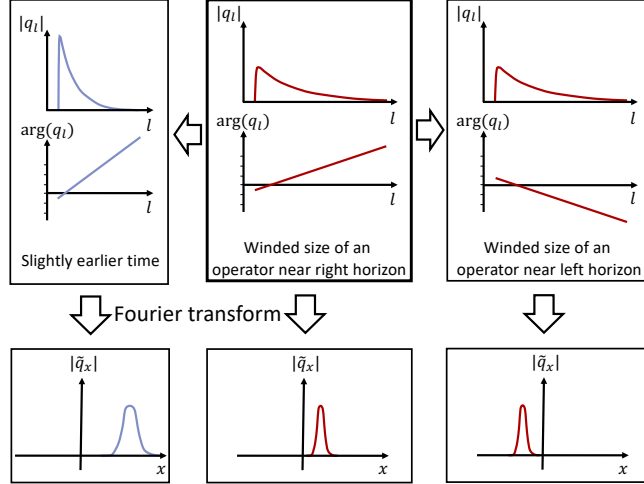 |q_l|
l
arg(q_l)
l
Slightly earlier time
|q_l|
l
arg(q_l)
l
Winded size of an
operator near right horizon
|q_l|
l
arg(q_l)
l
Winded size of an
operator near left horizon
Fourier transform
|q̃_x|
x
|q̃_x|
x
|q̃_x|
x